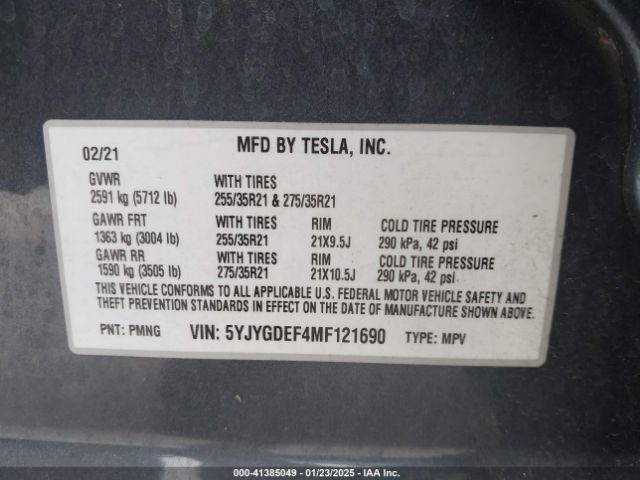 02/21 MFD BY TESLA, INC.
GVWR WITH TIRES
2591 kg (5712 lb) 255/35R21 & 275/35R21
GAWR FRT WITH TIRES RIM COLD TIRE PRESSURE
1363 kg (3004 lb) 255/35R21 21X9.5J 290 kPa, 42 psi
GAWR RR WITH TIRES RIM COLD TIRE PRESSURE
1590 kg (3505 lb) 275/35R21 21X10.5J 290 kPa, 42 psi
THIS VEHICLE CONFORMS TO ALL APPLICABLE U.S. FEDERAL MOTOR VEHICLE SAFETY AND
THEFT PREVENTION STANDARDS IN EFFECT ON THE DATE OF MANUFACTURE SHOWN ABOVE.
PNT: PMNG VIN: 5YJYGDEF4MF121690 TYPE: MPV
000-41385049 - 01/23/2025 - IAA Inc.